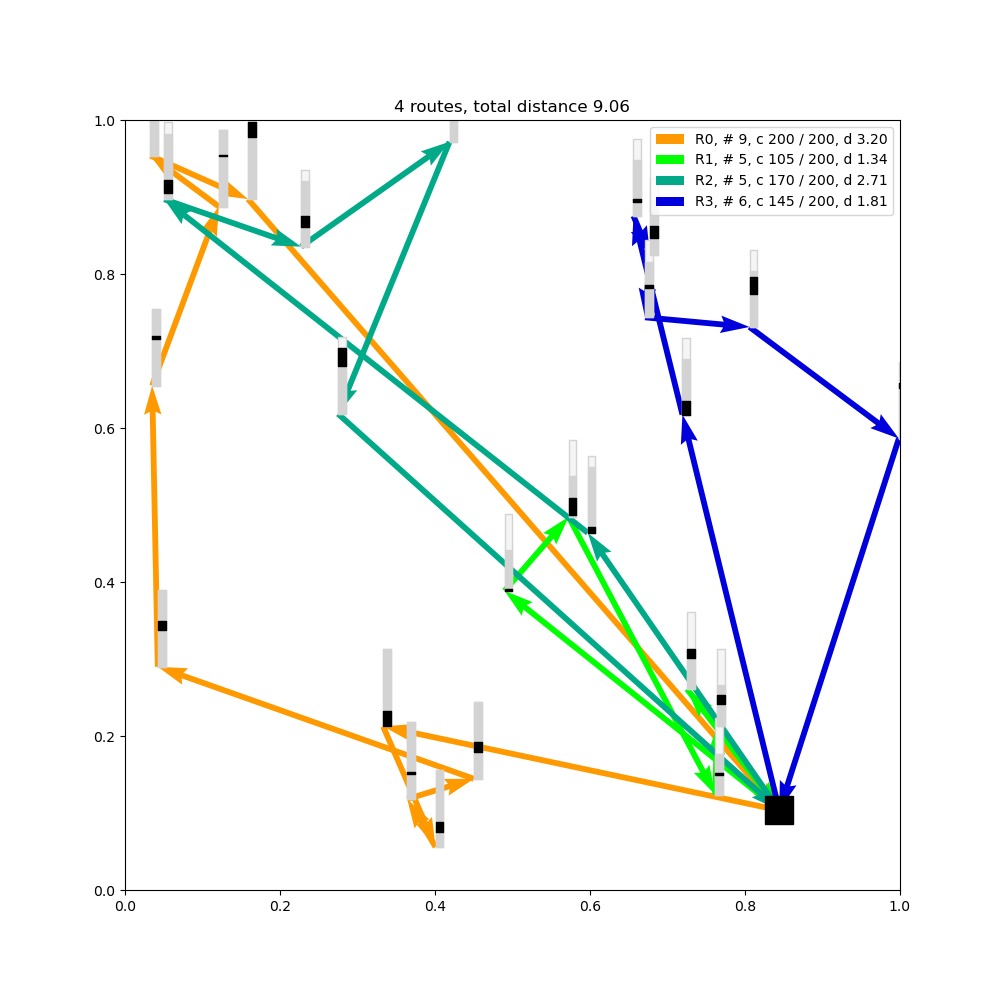 4 routes, total distance 9.06
R0, # 9, c 200 / 200, d 3.20
R1, # 5, c 105 / 200, d 1.34
R2, # 5, c 170 / 200, d 2.71
R3, # 6, c 145 / 200, d 1.81
1.0
0.8
0.6
0.4
0.2
0.0
0.0 0.2 0.4 0.6 0.8 1.0